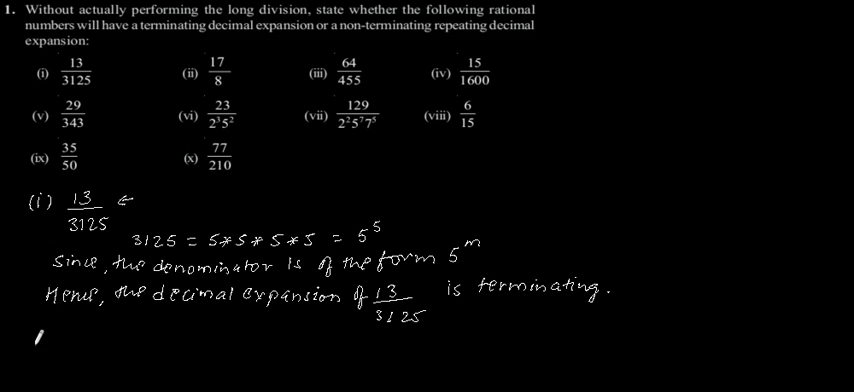 1. Without actually performing the long division, state whether the following rational
numbers will have a terminating decimal expansion or a non-terminating repeating decimal
expansion:
(i) 13/3125 (ii) 17/8 (iii) 64/455 (iv) 15/1600
(v) 29/343 (vi) 23/2³5² (vii) 129/2²5⁷7⁵ (viii) 6/15
(ix) 35/50 (x) 77/210
(i) 13/3125 ←
3125 = 5*5*5*5 = 5⁵
Since, the denominator is of the form 5ᵐ
Hence, the decimal expansion of 13/3125 is terminating.